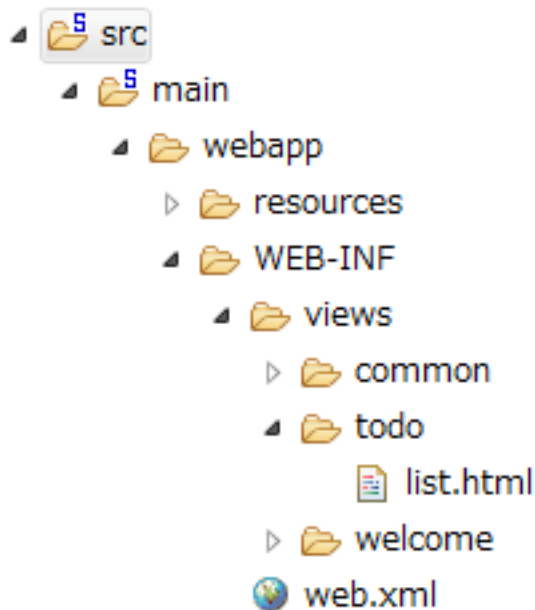 src
main
webapp
resources
WEB-INF
views
common
todo
list.html
welcome
web.xml